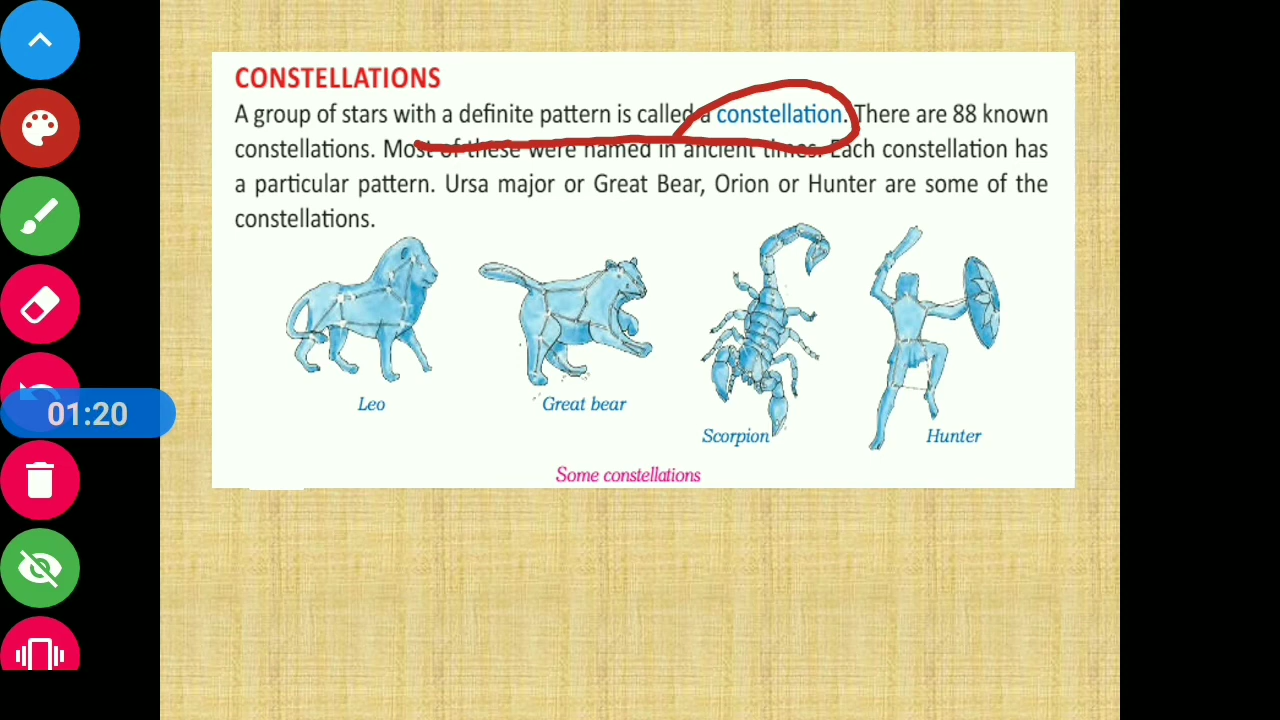 CONSTELLATIONS
A group of stars with a definite pattern is called a constellation. There are 88 known
constellations. Most of these were named in ancient times. Each constellation has
a particular pattern. Ursa major or Great Bear, Orion or Hunter are some of the
constellations.
Leo
Great bear
Scorpion
Hunter
Some constellations
01:20